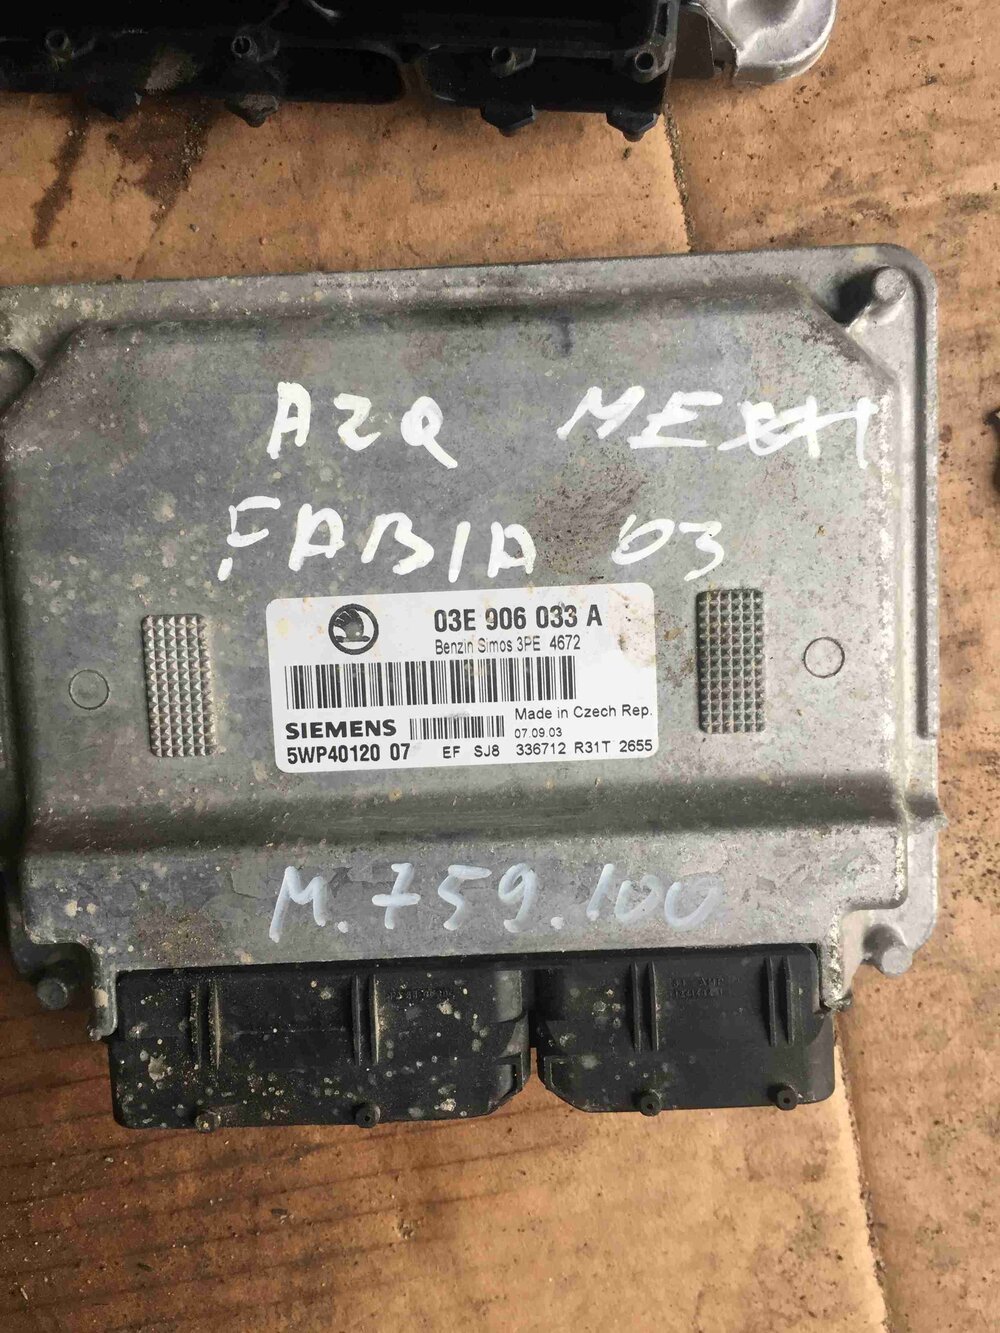 AZQ MEXH
FABIA 03
03E 906 033 A
Benzin Simos 3PE 4672
SIEMENS
Made in Czech Rep.
07.09.03
5WP40120 07 EF SJ8 336712 R31T 2655
M.759.100